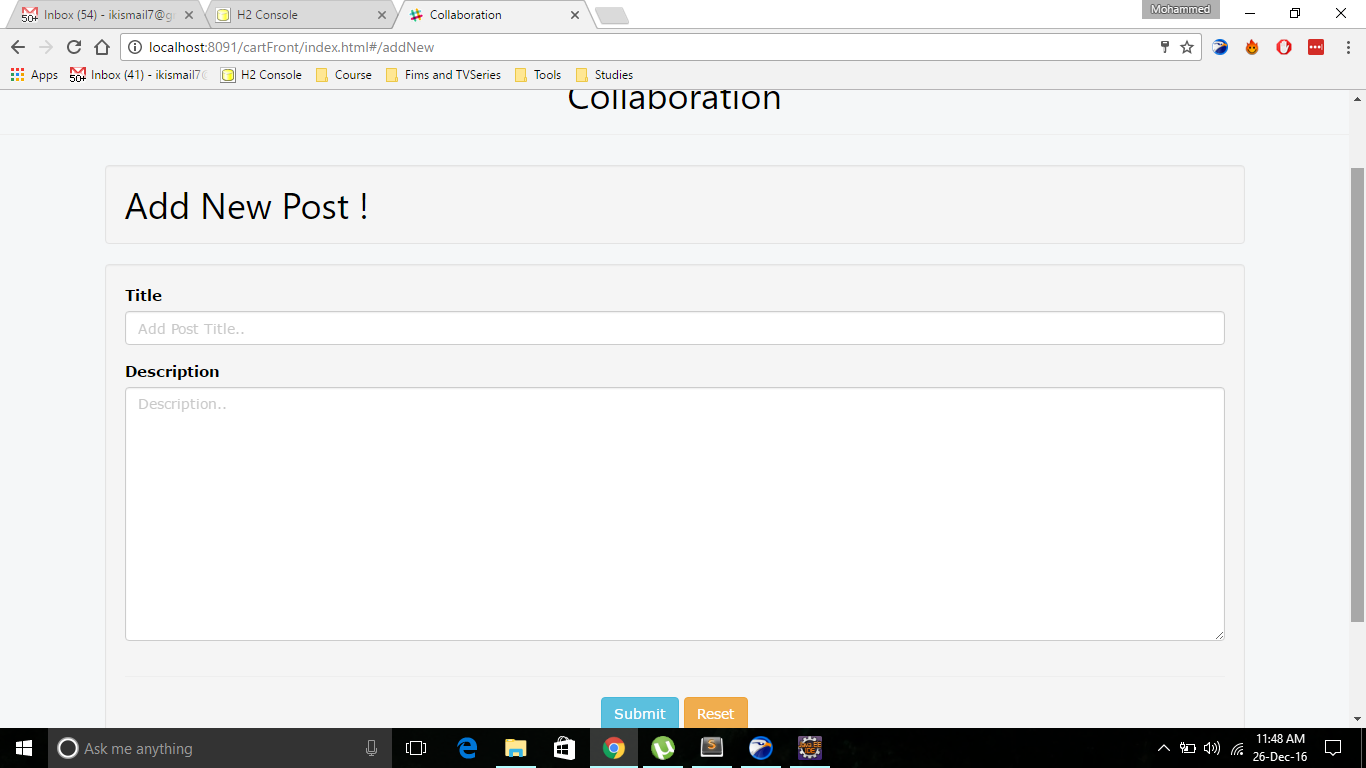 Inbox (54) - ikismail7@g
H2 Console
Collaboration
Mohammed
localhost:8091/cartFront/index.html#/addNew
Apps
50+
Inbox (41) - ikismail7
H2 Console
Course
Fims and TVSeries
Tools
Studies
Collaboration
Add New Post !
Title
Add Post Title..
Description
Description..
Submit
Reset
Ask me anything
11:48 AM
26-Dec-16